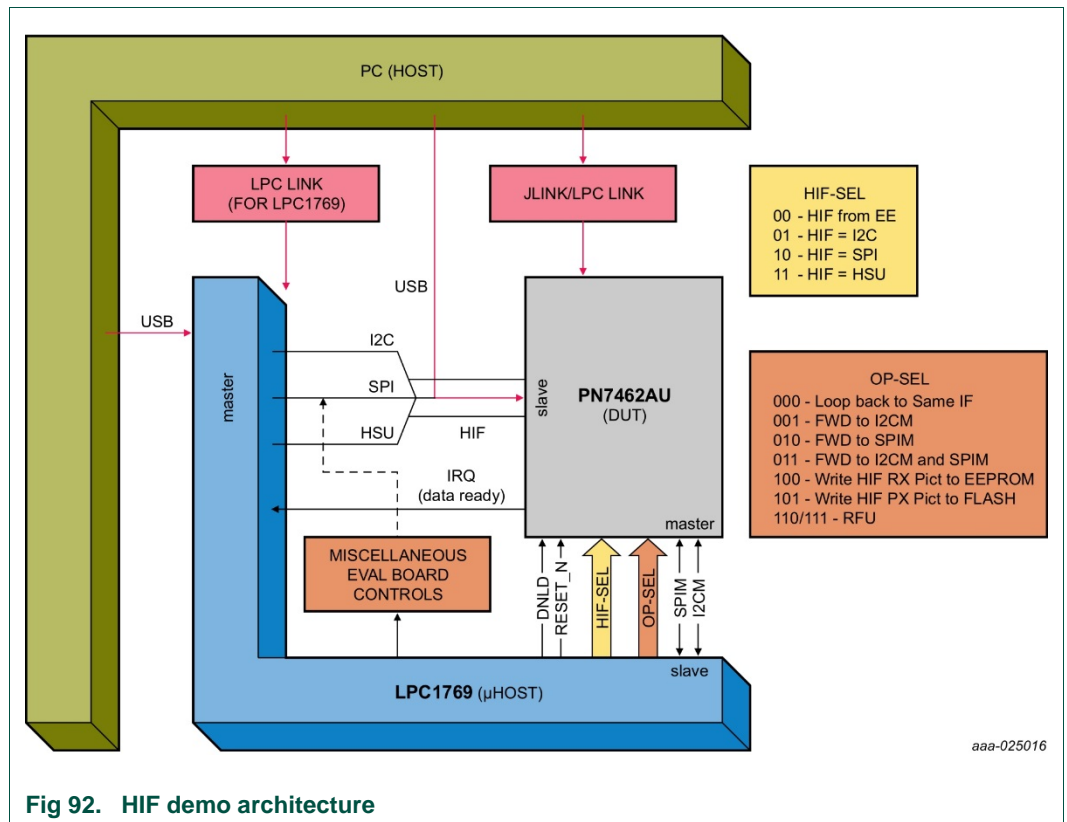 PC (HOST)
LPC LINK
(FOR LPC1769)
JLINK/LPC LINK
HIF-SEL
00 - HIF from EE
01 - HIF = I2C
10 - HIF = SPI
11 - HIF = HSU
USB
USB
I2C
SPI
HSU
HIF
master
slave
PN7462AU
(DUT)
IRQ
(data ready)
master
OP-SEL
000 - Loop back to Same IF
001 - FWD to I2CM
010 - FWD to SPIM
011 - FWD to I2CM and SPIM
100 - Write HIF RX Pict to EEPROM
101 - Write HIF PX Pict to FLASH
110/111 - RFU
MISCELLANEOUS
EVAL BOARD
CONTROLS
DNLD
RESET_N
HIF-SEL
OP-SEL
SPIM
I2CM
slave
LPC1769 (μHOST)
aaa-025016
Fig 92. HIF demo architecture